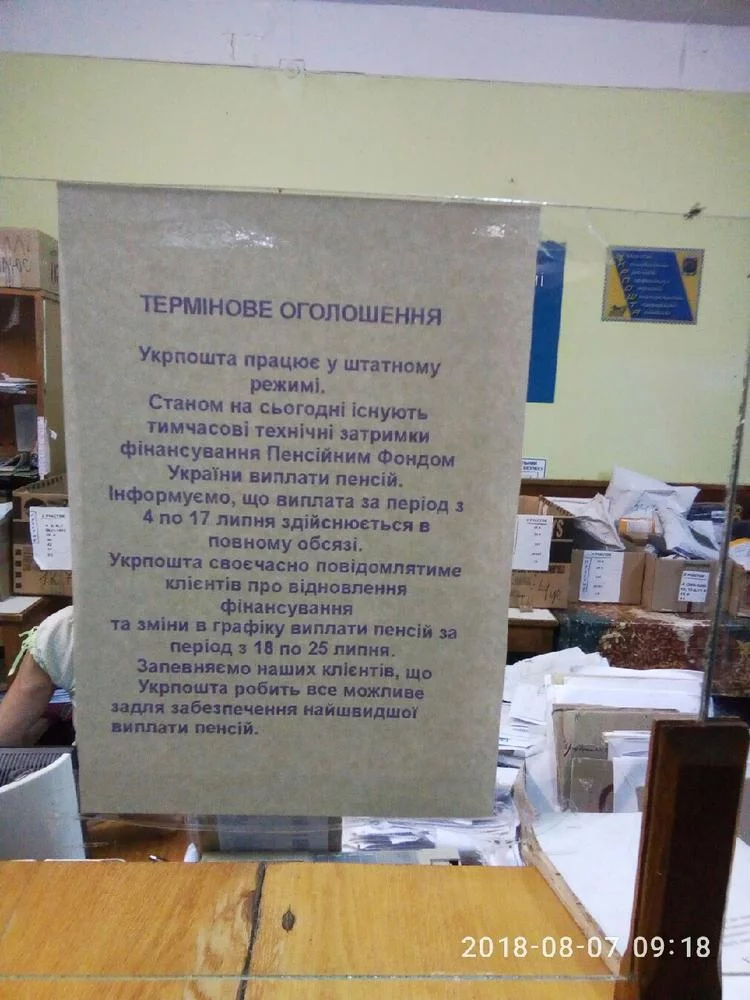 ТЕРМІНОВЕ ОГОЛОШЕННЯ
Укрпошта працює у штатному
режимі.
Станом на сьогодні існують
тимчасові технічні затримки
фінансування Пенсійним Фондом
України виплати пенсій.
Інформуємо, що виплата за період з
4 по 17 липня здійснюється в
повному обсязі.
Укрпошта своєчасно повідомлятиме
клієнтів про відновлення
фінансування
та зміни в графіку виплати пенсій за
період з 18 по 25 липня.
Запевняємо наших клієнтів, що
Укрпошта робить все можливе
задля забезпечення найшвидшої
виплати пенсій.
2018-08-07 09:18